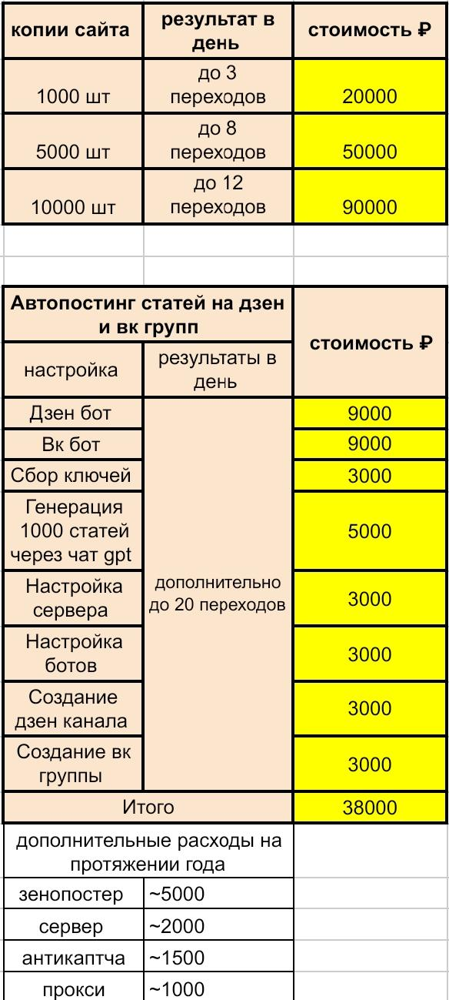 копии сайта
результат в
день
стоимость ₽
1000 шт
до 3
переходов
20000
5000 шт
до 8
переходов
50000
10000 шт
до 12
переходов
90000
Автопостинг статей на дзен
и вк групп
стоимость ₽
настройка
результаты в
день
Дзен бот
9000
Вк бот
9000
Сбор ключей
3000
Генерация
1000 статей
через чат gpt
5000
дополнительно
до 20 переходов
Настройка
сервера
3000
Настройка
ботов
3000
Создание
дзен канала
3000
Создание вк
группы
3000
Итого
38000
дополнительные расходы на
протяжении года
зенопостер
~5000
сервер
~2000
антикаптча
~1500
прокси
~1000